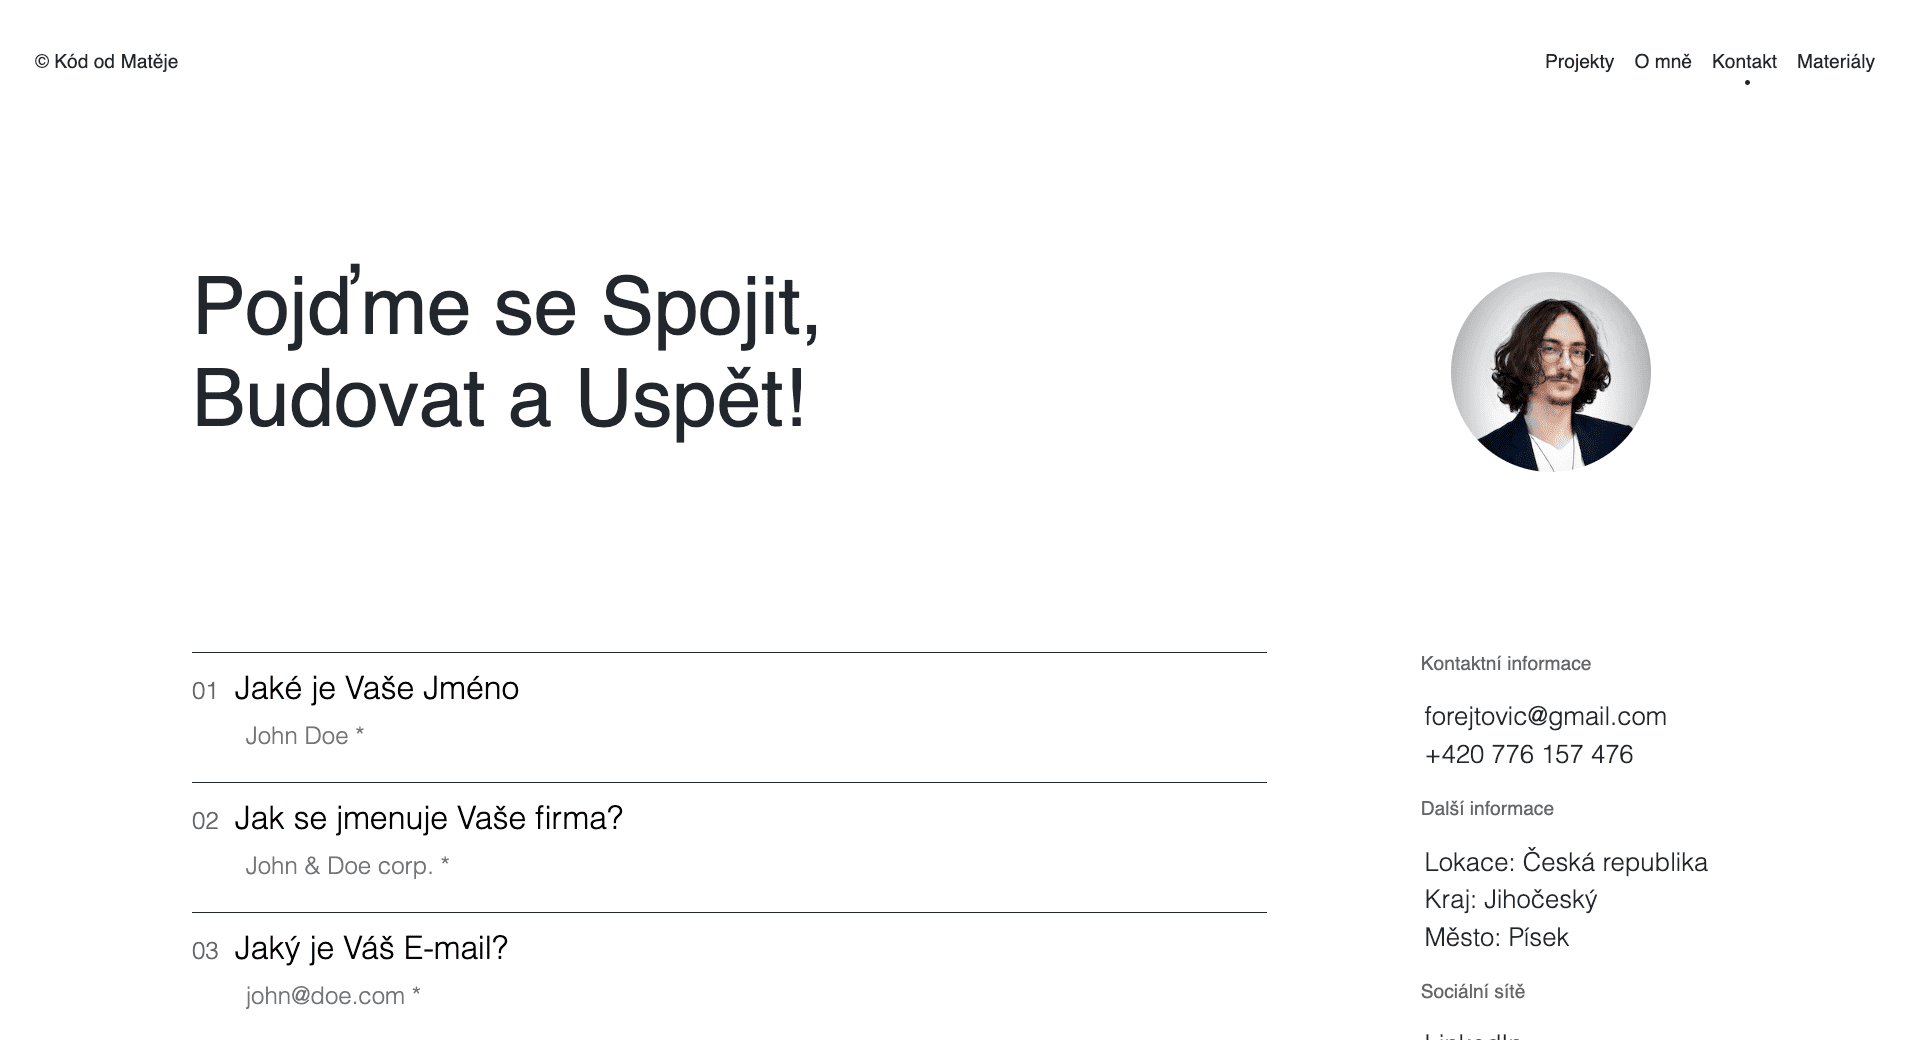 © Kód od Matěje
Projekty O mně Kontakt Materiály
Pojďme se Spojit,
Budovat a Uspět!
01 Jaké je Vaše Jméno
John Doe *
02 Jak se jmenuje Vaše firma?
John & Doe corp. *
03 Jaký je Váš E-mail?
john@doe.com *
Kontaktní informace
forejtovic@gmail.com
+420 776 157 476
Další informace
Lokace: Česká republika
Kraj: Jihočeský
Město: Písek
Sociální sítě
LinkedIn